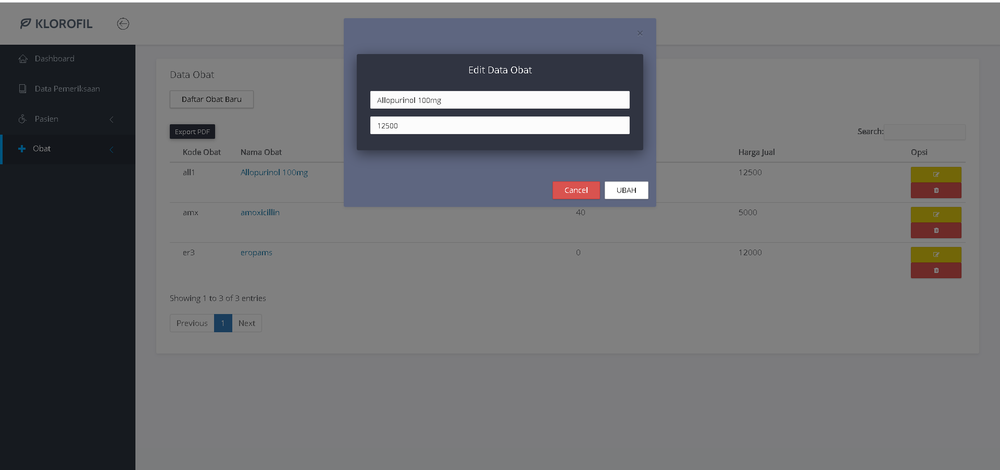 KLOROFIL
×
Dashboard
Data Pemeriksaan
Pasien
Obat
Data Obat
Daftar Obat Baru
Export PDF
Search:
Edit Data Obat
Allopurinol 100mg
12500
Cancel
UBAH
Kode Obat Nama Obat Harga Jual Opsi
all1 Allopurinol 100mg 12500
amx amoxicillin 40 5000
er3 eropams 0 12000
Showing 1 to 3 of 3 entries
Previous 1 Next